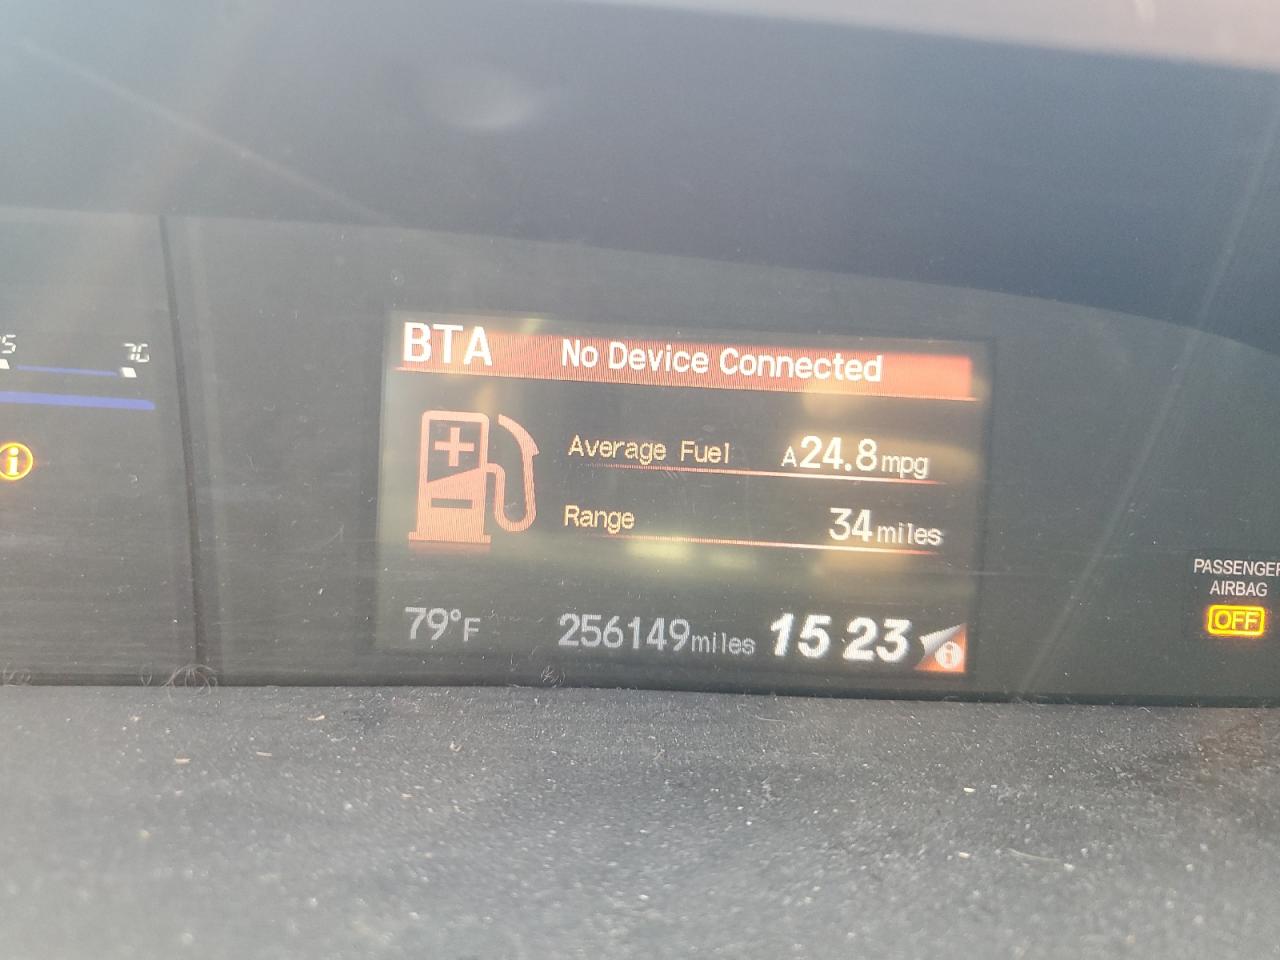 BTA No Device Connected
Average Fuel A24.8mpg
Range 34miles
79°F 256149miles 15 23
PASSENGER
AIRBAG
OFF